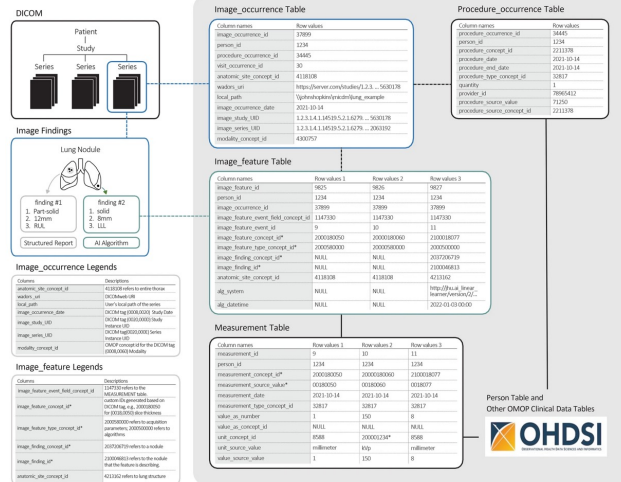 DICOM
Patient
Study
Series Series Series
Image Findings
Lung Nodule
finding #1
1. Part-solid
2. 12mm
3. RUL
Structured Report
finding #2
1. solid
2. 8mm
3. LLL
AI Algorithm
Image_occurrence Legends
Columns Descriptions
anatomic_site_concept_id 4118108 refers to entire thorax
wadors_uri DICOMweb URI
local_path User's local path of the series
image_occurrence_date DICOM tag (0008,0020) Study Date
image_study_UID DICOM tag (0020,000D) Study
Instance UID
image_series_UID DICOM tag(0020,000E) Series
Instance UID
modality_concept_id OMOP concept id for the DICOM tag
(0008,0060) Modality
Image_feature Legends
Columns Descriptions
image_feature_event_field_concept_id 1147330 refers to the
MEASUREMENT table.
image_feature_concept_id* custom IDs generated based on
DICOM tag, e.g., 2000180050
for (0018,0050) slice thickness
image_feature_type_concept_id* 2000580000 refers to acquisition
parameters; 2000500000 refers to
algorithms
image_finding_concept_id* 2037206719 refers to a nodule
image_finding_id* 2100046813 refers to the nodule
that the feature is describing.
anatomic_site_concept_id 4213162 refers to lung structure
Image_occurrence Table
Column names Row values
image_occurrence_id 37899
person_id 1234
procedure_occurrence_id 34445
visit_occurrence_id 30
anatomic_site_concept_id 4118108
wadors_uri https://server.com/studies/1.2.3. ... 5630178
image_occurrence_date 2021-10-14
image_study_UID 1.2.3.1.4.1.14519.5.2.1.6279. ... 5630178
image_series_UID 1.2.3.1.4.1.14519.5.2.1.6279. ... 2063192
modality_concept_id 4300757
Procedure_occurrence Table
Column names Row values
procedure_occurrence_id 34445
person_id 1234
procedure_concept_id 2211378
procedure_date 2021-10-14
procedure_end_date 2021-10-14
procedure_type_concept_id 32817
quantity 1
provider_id 78965412
procedure_source_value 71250
procedure_source_concept_id 2211378
Image_feature Table
Column names Row values 1 Row values 2 Row values 3
image_feature_id 9825 9826 9827
person_id 1234 1234 1234
image_occurrence_id 37899 37899 37899
image_feature_event_field_concept_id 1147330 1147330 1147330
image_feature_event_id 9 10 11
image_feature_concept_id* 2000180050 20000180060 2100018077
image_feature_type_concept_id* 2000580000 20000580000 2000500000
image_finding_concept_id* NULL NULL 2037206719
image_finding_id* NULL NULL 2100046813
anatomic_site_concept_id 4118108 4118108 4213162
alg_system NULL NULL http://jhu.ai_linear_
learner/version/2/...
alg_datetime NULL NULL 2022-01-03 00:00
Measurement Table
Column names Row values 1 Row values 2 Row values 3
measurement_id 9 10 11
person_id 1234 1234 1234
measurement_concept_id* 2000180050 20000180060 2100018077
measurement_source_value* 00180050 00180060 0018077
measurement_date 2021-10-14 2021-10-14 2021-10-14
measurement_type_concept_id 32817 32817 32817
value_as_number 1 150 8
value_as_concept_id NULL NULL NULL
unit_concept_id 8588 200001234* 8588
unit_source_value millimeter kVp millimeter
value_source_value 1 150 8
Person Table and
Other OMOP Clinical Data Tables
OHDSI
OBSERVATIONAL HEALTH DATA SCIENCES AND INFORMATICS